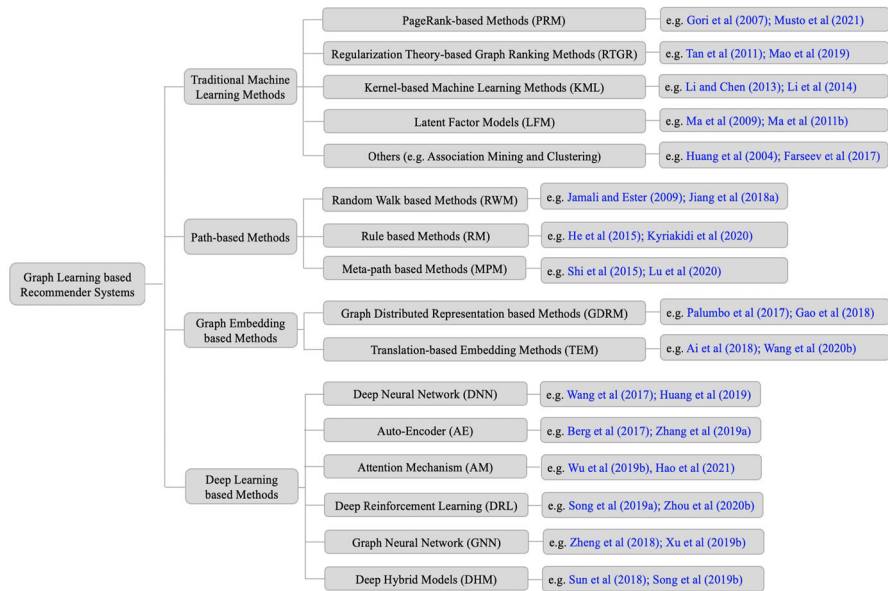 Graph Learning based
Recommender Systems
Traditional Machine
Learning Methods
PageRank-based Methods (PRM)
e.g. Gori et al (2007); Musto et al (2021)
Regularization Theory-based Graph Ranking Methods (RTGR)
e.g. Tan et al (2011); Mao et al (2019)
Kernel-based Machine Learning Methods (KML)
e.g. Li and Chen (2013); Li et al (2014)
Latent Factor Models (LFM)
e.g. Ma et al (2009); Ma et al (2011b)
Others (e.g. Association Mining and Clustering)
e.g. Huang et al (2004); Farseev et al (2017)
Path-based Methods
Random Walk based Methods (RWM)
e.g. Jamali and Ester (2009); Jiang et al (2018a)
Rule based Methods (RM)
e.g. He et al (2015); Kyriakidi et al (2020)
Meta-path based Methods (MPM)
e.g. Shi et al (2015); Lu et al (2020)
Graph Embedding
based Methods
Graph Distributed Representation based Methods (GDRM)
e.g. Palumbo et al (2017); Gao et al (2018)
Translation-based Embedding Methods (TEM)
e.g. Ai et al (2018); Wang et al (2020b)
Deep Learning
based Methods
Deep Neural Network (DNN)
e.g. Wang et al (2017); Huang et al (2019)
Auto-Encoder (AE)
e.g. Berg et al (2017); Zhang et al (2019a)
Attention Mechanism (AM)
e.g. Wu et al (2019b), Hao et al (2021)
Deep Reinforcement Learning (DRL)
e.g. Song et al (2019a); Zhou et al (2020b)
Graph Neural Network (GNN)
e.g. Zheng et al (2018); Xu et al (2019b)
Deep Hybrid Models (DHM)
e.g. Sun et al (2018); Song et al (2019b)